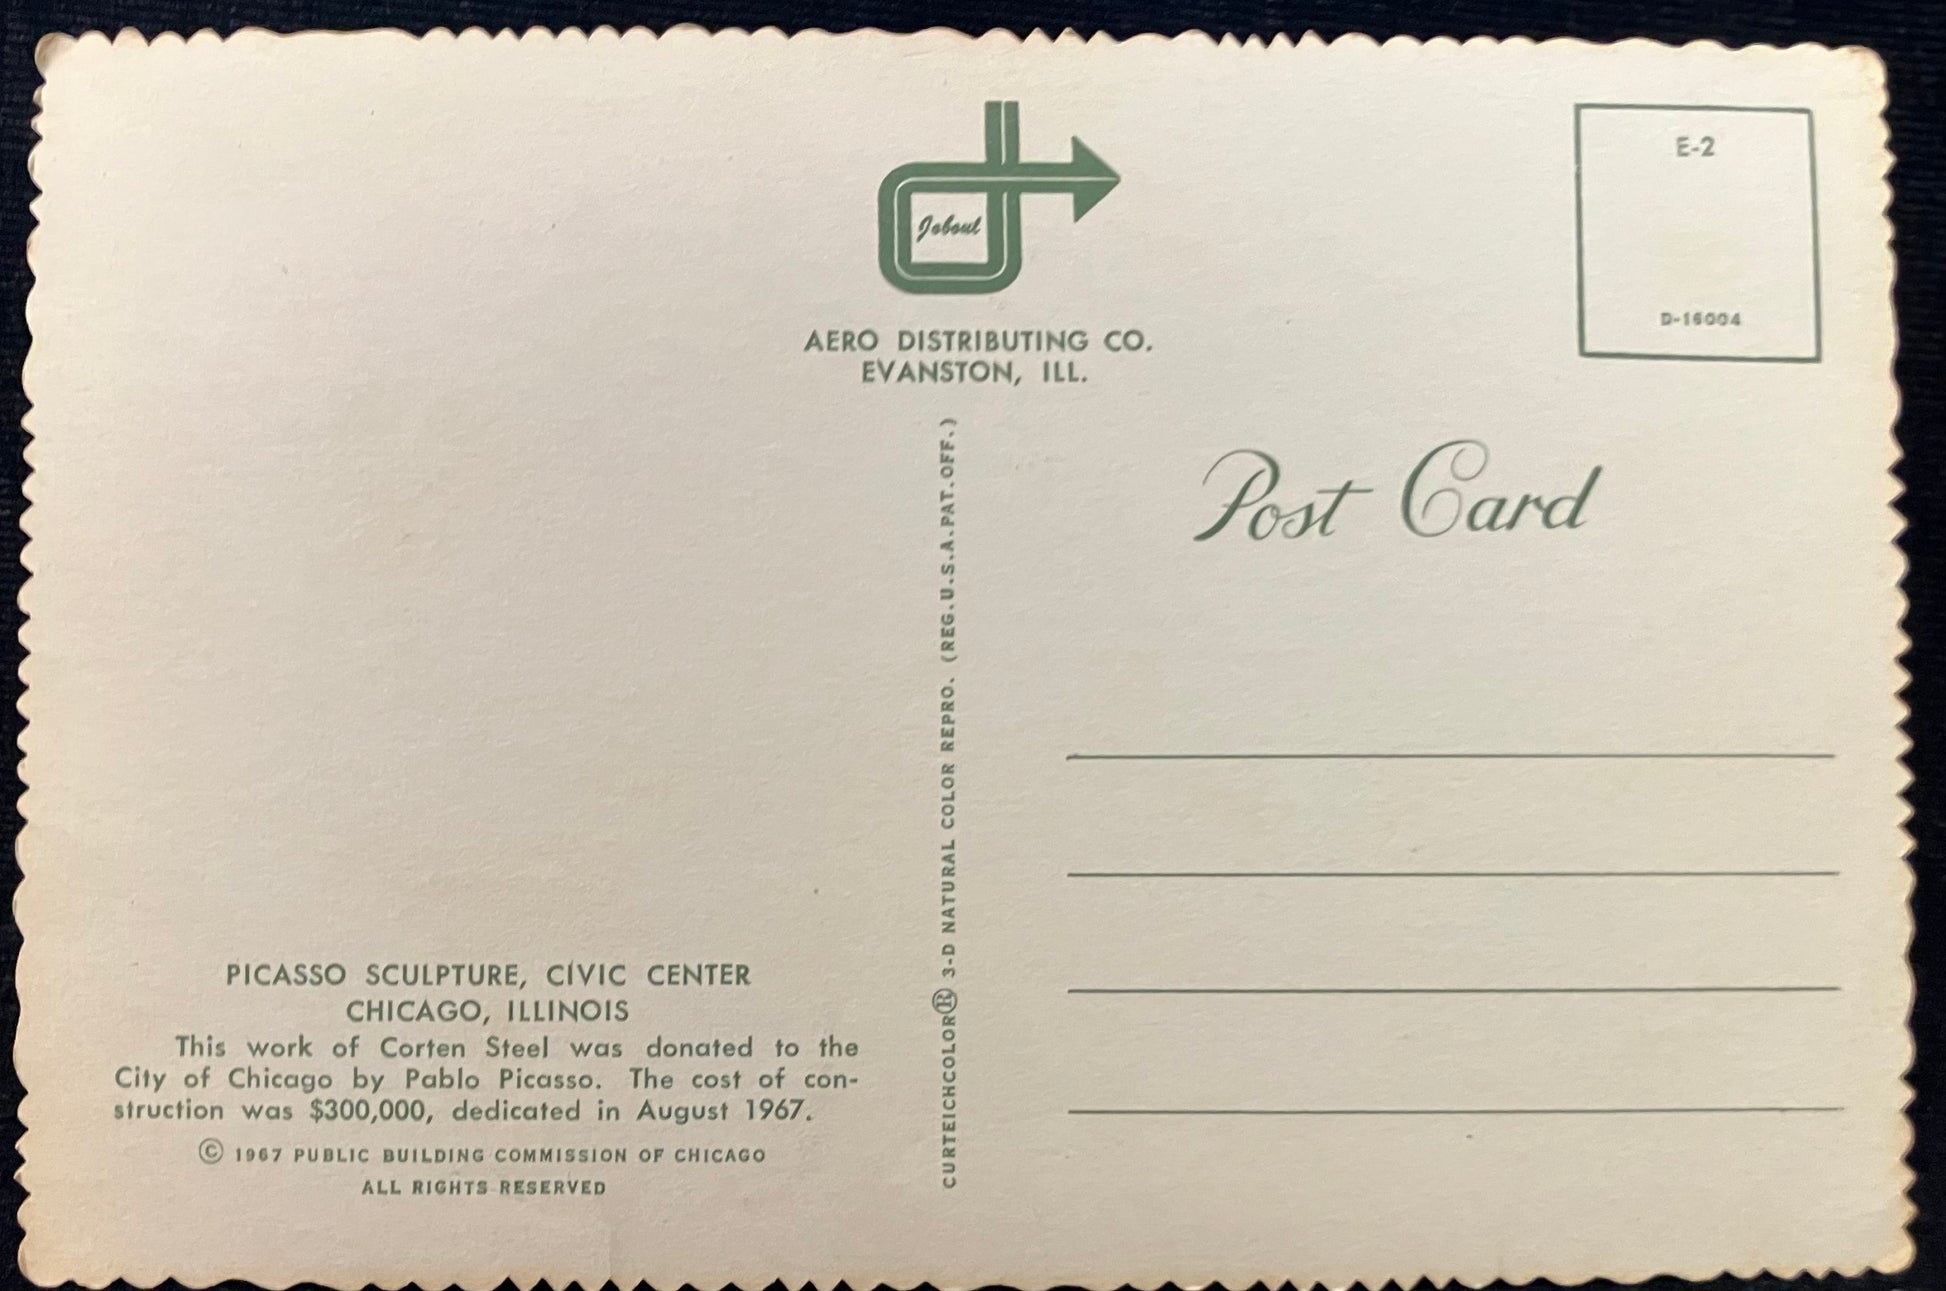 Joboul
AERO DISTRIBUTING CO.
EVANSTON, ILL.
E-2
D-16004
Post Card
CURTEICHCOLOR® 3-D NATURAL COLOR REPRO. (REG.U.S.A.PAT.OFF.)
PICASSO SCULPTURE, CIVIC CENTER
CHICAGO, ILLINOIS
This work of Corten Steel was donated to the
City of Chicago by Pablo Picasso. The cost of con-
struction was $300,000, dedicated in August 1967.
© 1967 PUBLIC BUILDING COMMISSION OF CHICAGO
ALL RIGHTS RESERVED